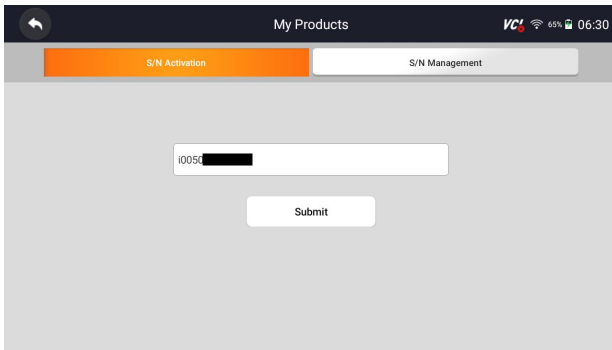 My Products
VCI 65% 06:30
S/N Activation
S/N Management
i0050
Submit